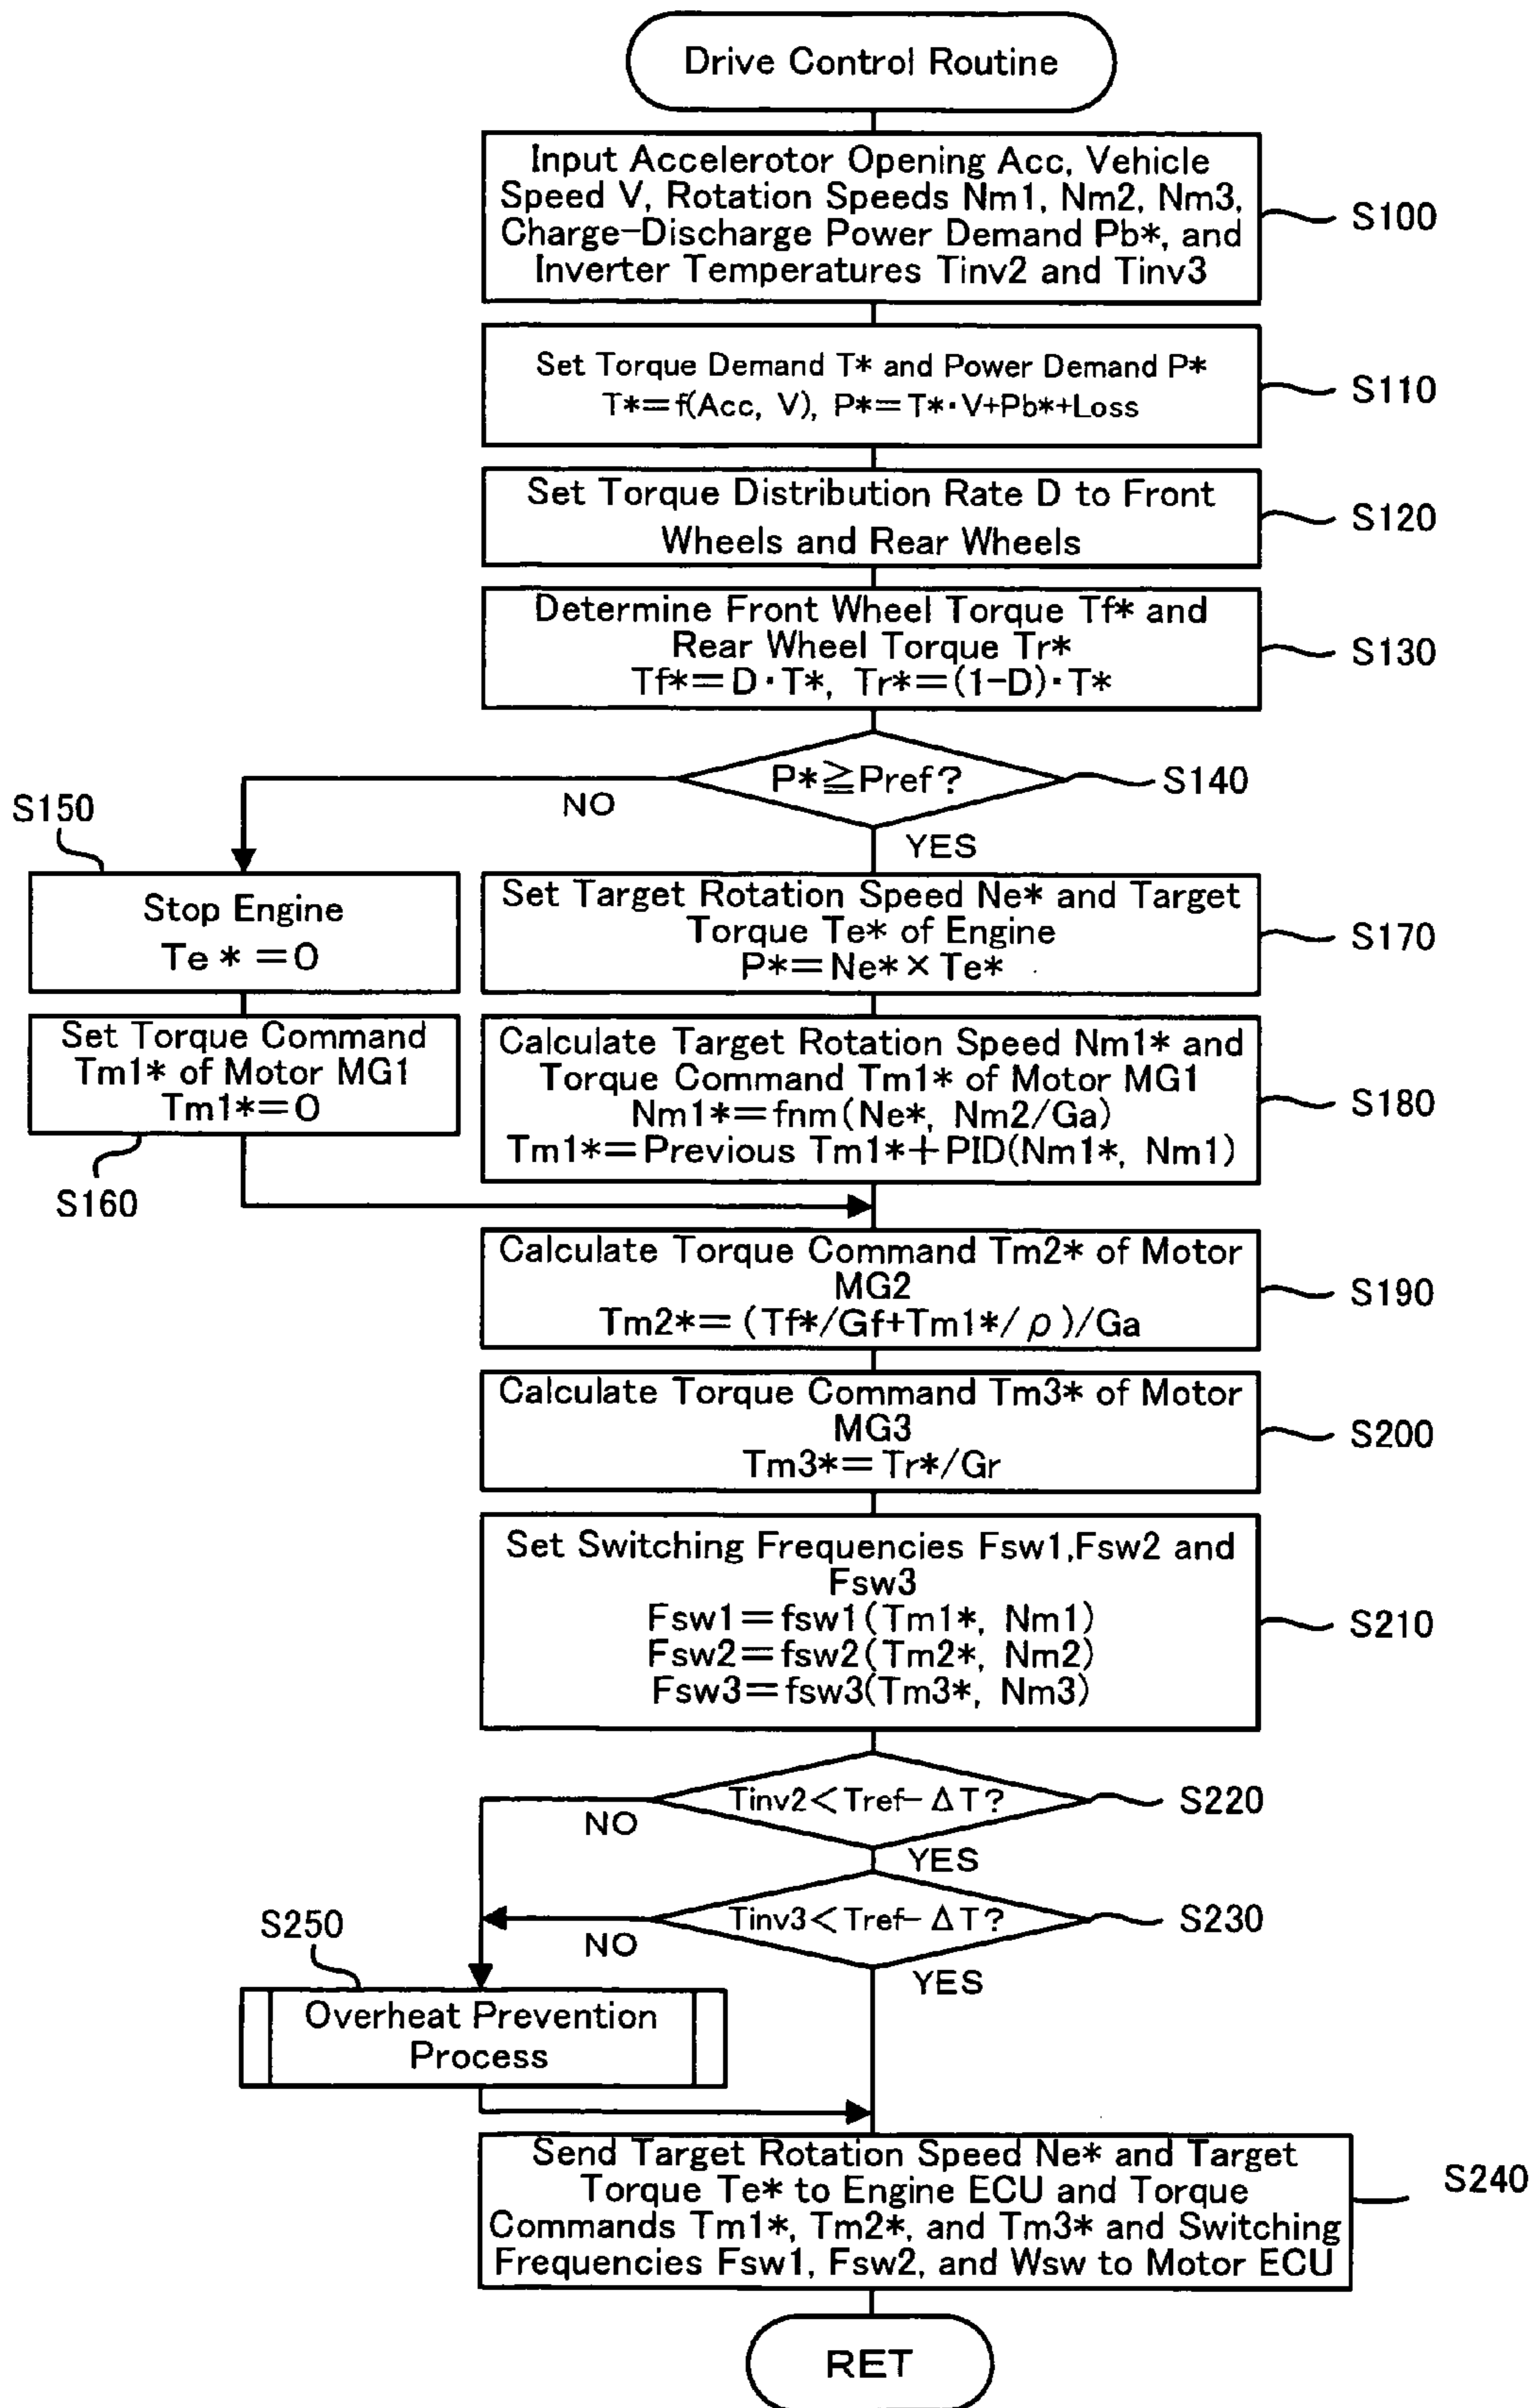 Drive Control Routine
Input Accelerotor Opening Acc, Vehicle
Speed V, Rotation Speeds Nm1, Nm2, Nm3,
Charge-Discharge Power Demand Pb*, and
Inverter Temperatures Tinv2 and Tinv3
S100
Set Torque Demand T* and Power Demand P*
T*=f(Acc, V), P*=T*·V+Pb*+Loss
S110
Set Torque Distribution Rate D to Front
Wheels and Rear Wheels
S120
Determine Front Wheel Torque Tf* and
Rear Wheel Torque Tr*
Tf*=D·T*, Tr*=(1-D)·T*
S130
P*≧Pref?
S140
NO
YES
S150
Stop Engine
Te*=0
Set Torque Command
Tm1* of Motor MG1
Tm1*=0
S160
Set Target Rotation Speed Ne* and Target
Torque Te* of Engine
P*=Ne*×Te*
S170
Calculate Target Rotation Speed Nm1* and
Torque Command Tm1* of Motor MG1
Nm1*=fnm(Ne*, Nm2/Ga)
Tm1*=Previous Tm1*+PID(Nm1*, Nm1)
S180
Calculate Torque Command Tm2* of Motor
MG2
Tm2*=(Tf*/Gf+Tm1*/ρ)/Ga
S190
Calculate Torque Command Tm3* of Motor
MG3
Tm3*=Tr*/Gr
S200
Set Switching Frequencies Fsw1,Fsw2 and
Fsw3
Fsw1=fsw1(Tm1*, Nm1)
Fsw2=fsw2(Tm2*, Nm2)
Fsw3=fsw3(Tm3*, Nm3)
S210
Tinv2<Tref-ΔT?
S220
NO
YES
Tinv3<Tref-ΔT?
S230
NO
YES
S250
Overheat Prevention
Process
Send Target Rotation Speed Ne* and Target
Torque Te* to Engine ECU and Torque
Commands Tm1*, Tm2*, and Tm3* and Switching
Frequencies Fsw1, Fsw2, and Wsw to Motor ECU
S240
RET